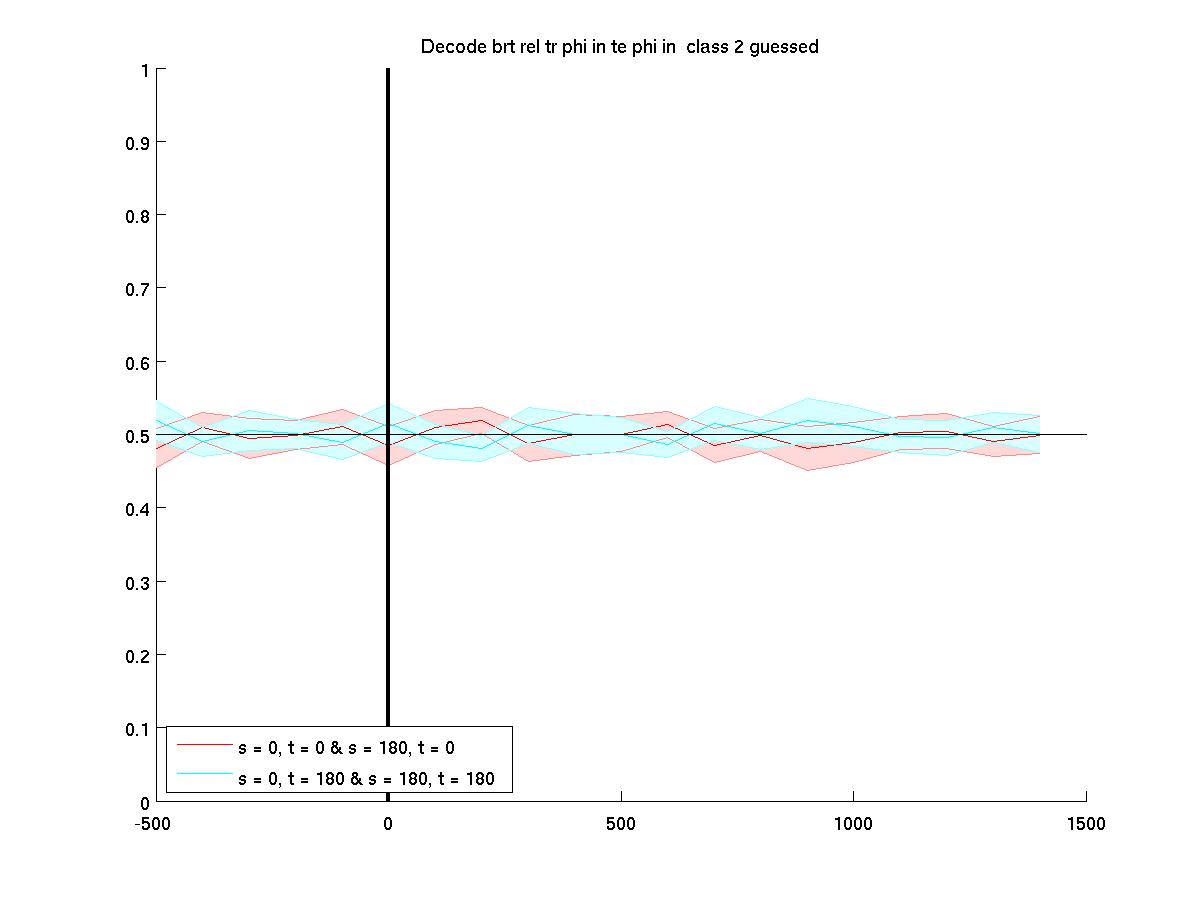 Decode brt rel tr phi in te phi in  class 2 guessed
1
0.9
0.8
0.7
0.6
0.5
0.4
0.3
0.2
0.1
0
s = 0, t = 0 & s = 180, t = 0
s = 0, t = 180 & s = 180, t = 180
-500 0 500 1000 1500